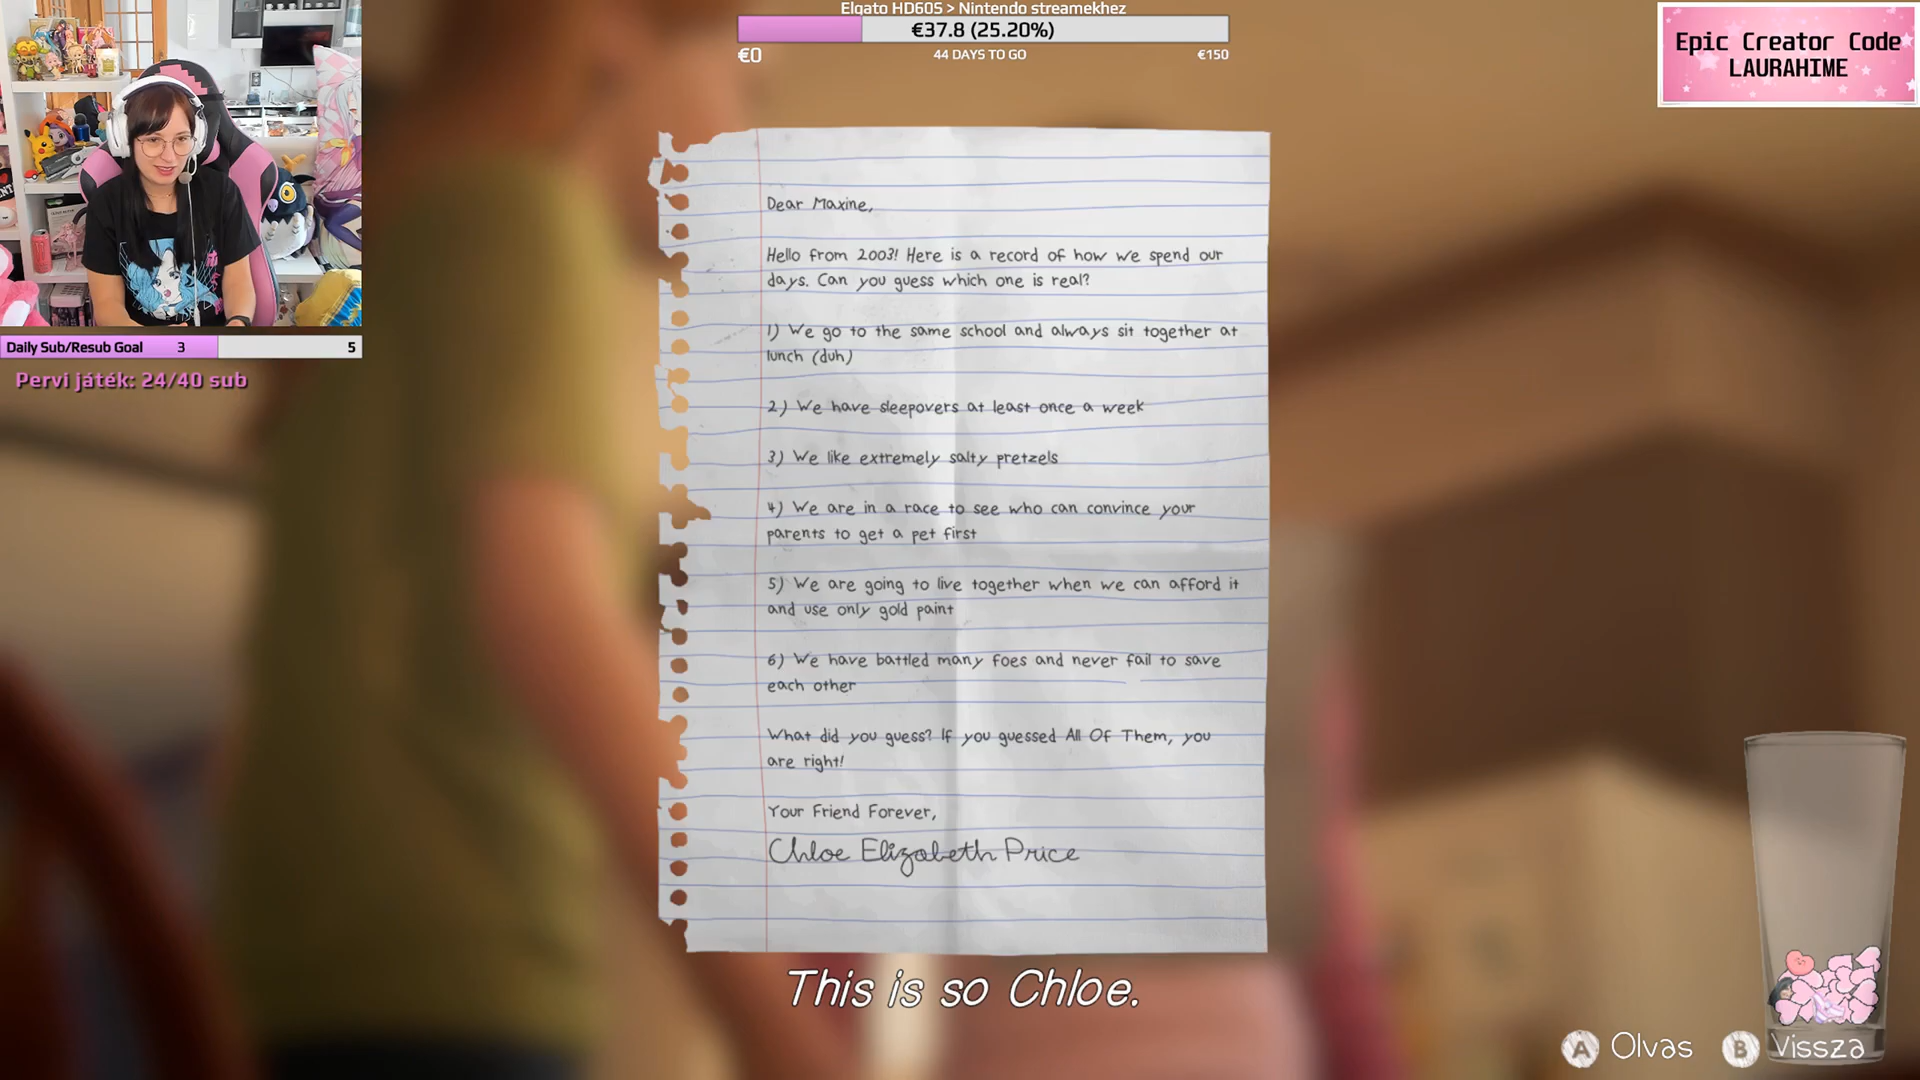 Elgato HD60S > Nintendo streamekhez
€37.8 (25.20%)
€0
44 DAYS TO GO
€150
Epic Creator Code
LAURAHIME
Daily Sub/Resub Goal
3
5
Pervi játék: 24/40 sub
Dear Maxine,
Hello from 2003! Here is a record of how we spend our
days. Can you guess which one is real?
1) We go to the same school and always sit together at
lunch (duh)
2) We have sleepovers at least once a week
3) We like extremely salty pretzels
4) We are in a race to see who can convince your
parents to get a pet first
5) We are going to live together when we can afford it
and use only gold paint
6) We have battled many foes and never fail to save
each other
What did you guess? If you guessed All Of Them, you
are right!
Your Friend Forever,
Chloe Elizabeth Price
This is so Chloe.
A Olvas
B Vissza